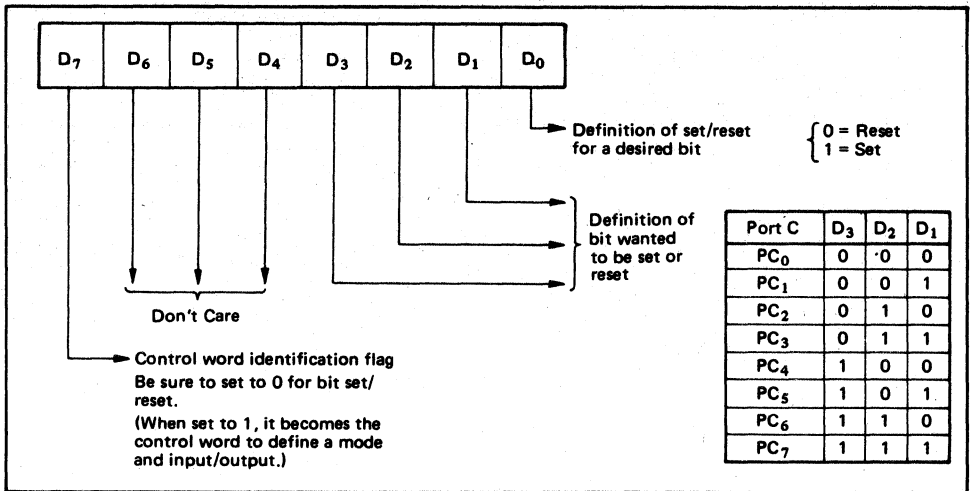 D₇ D₆ D₅ D₄ D₃ D₂ D₁ D₀
Definition of set/reset
for a desired bit
0 = Reset
1 = Set
Definition of
bit wanted
to be set or
reset
Don't Care
Control word identification flag
Be sure to set to 0 for bit set/
reset.
(When set to 1, it becomes the
control word to define a mode
and input/output.)
Port C D₃ D₂ D₁
PC₀ 0 0 0
PC₁ 0 0 1
PC₂ 0 1 0
PC₃ 0 1 1
PC₄ 1 0 0
PC₅ 1 0 1
PC₆ 1 1 0
PC₇ 1 1 1